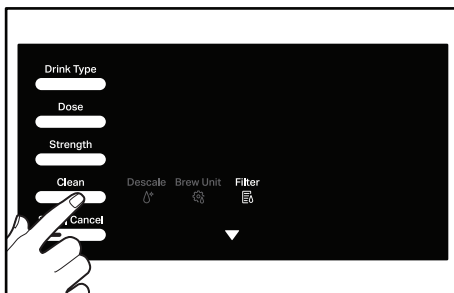 Drink Type
Dose
Strength
Clean
Descale Brew Unit Filter
Cancel